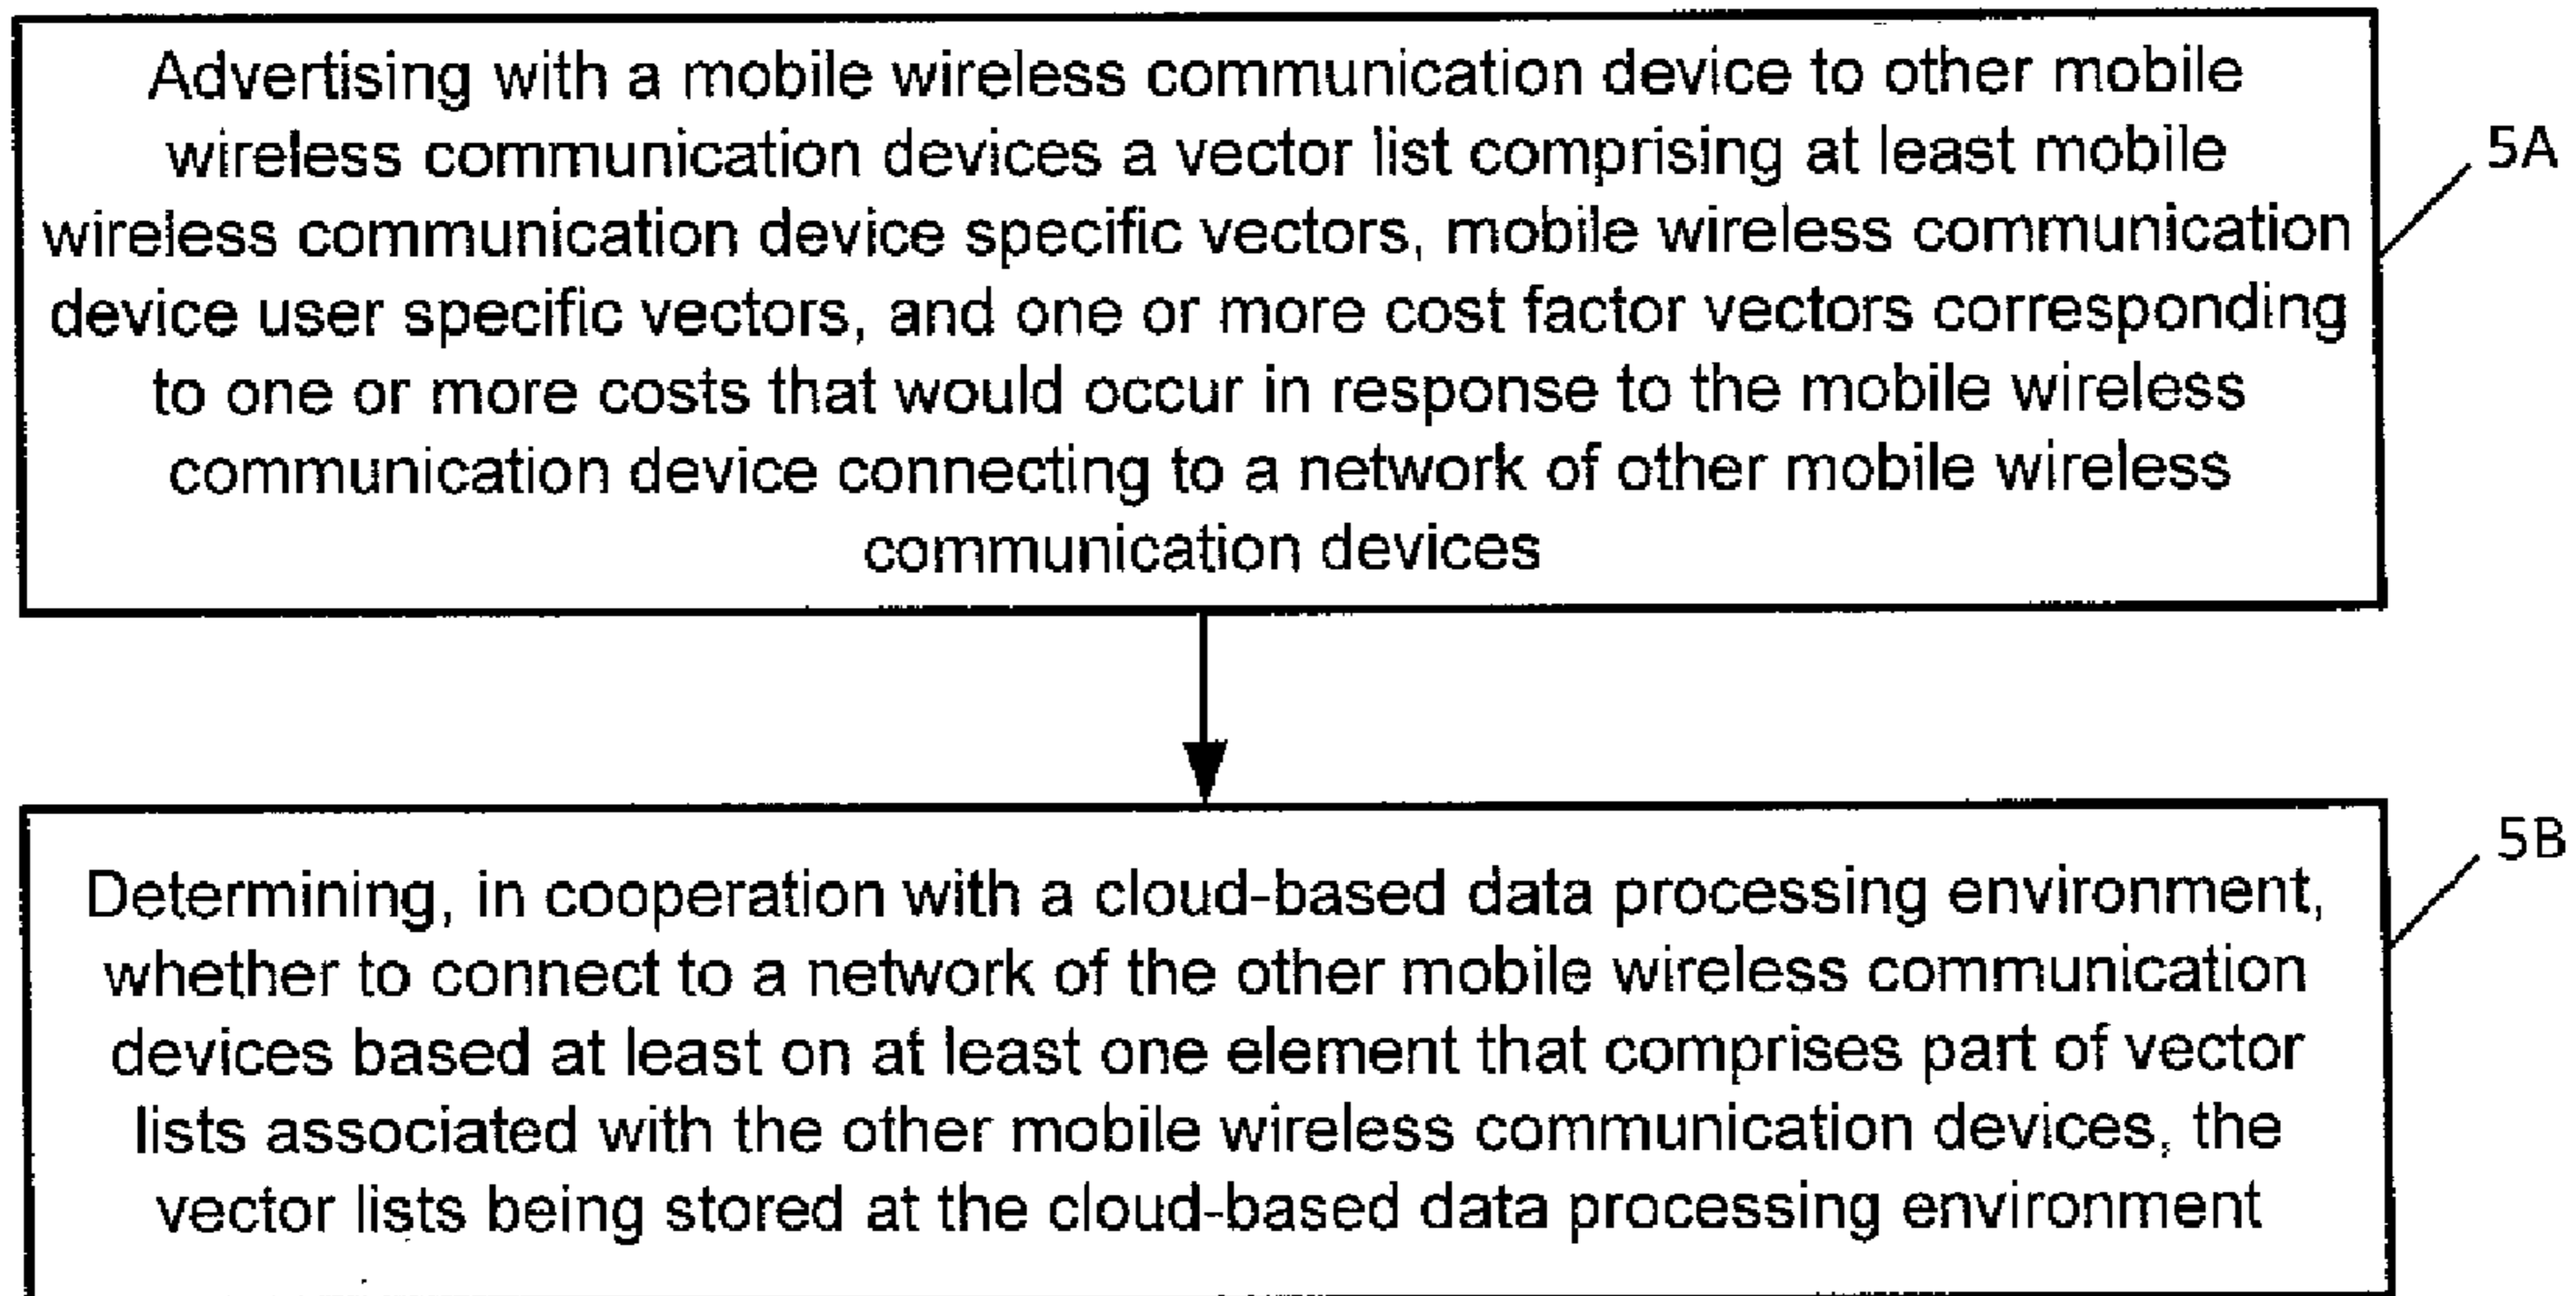 Advertising with a mobile wireless communication device to other mobile
wireless communication devices a vector list comprising at least mobile
wireless communication device specific vectors, mobile wireless communication
device user specific vectors, and one or more cost factor vectors corresponding
to one or more costs that would occur in response to the mobile wireless
communication device connecting to a network of other mobile wireless
communication devices
5A
Determining, in cooperation with a cloud-based data processing environment,
whether to connect to a network of the other mobile wireless communication
devices based at least on at least one element that comprises part of vector
lists associated with the other mobile wireless communication devices, the
vector lists being stored at the cloud-based data processing environment
5B